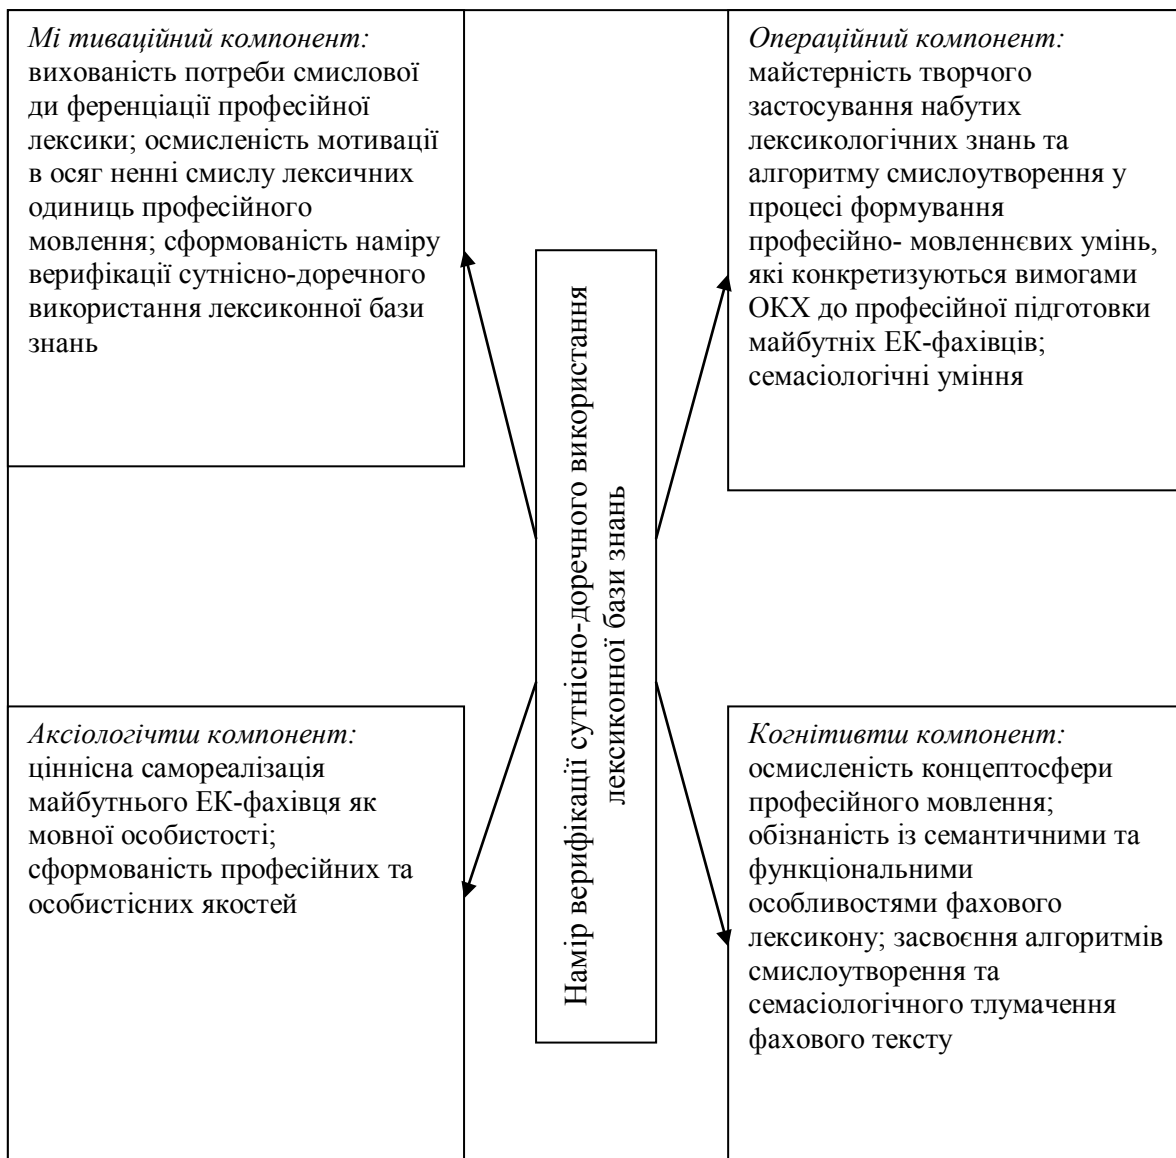 Мі тиваційний компонент:
вихованість потреби смислової
ди ференціації професійної
лексики; осмисленість мотивації
в осяг ненні смислу лексичних
одиниць професійного
мовлення; сформованість наміру
верифікації сутнісно-доречного
використання лексиконної бази
знань
Операційний компонент:
майстерність творчого
застосування набутих
лексикологічних знань та
алгоритму смислоутворення у
процесі формування
професійно- мовленнєвих умінь,
які конкретизуються вимогами
ОКХ до професійної підготовки
майбутніх ЕК-фахівців;
семасіологічні уміння
Намір верифікації сутнісно-доречного використання
лексиконної бази знань
Аксіологічтш компонент:
ціннісна самореалізація
майбутнього ЕК-фахівця як
мовної особистості;
сформованість професійних та
особистісних якостей
Когнітивтш компонент:
осмисленість концептосфери
професійного мовлення;
обізнаність із семантичними та
функціональними
особливостями фахового
лексикону; засвоєння алгоритмів
смислоутворення та
семасіологічного тлумачення
фахового тексту